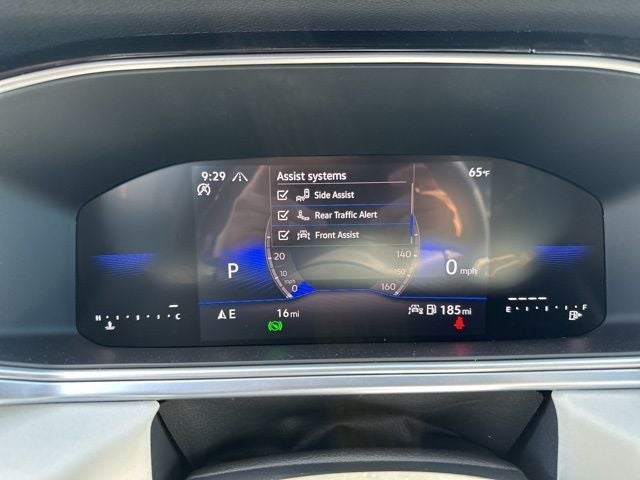 9:29
Assist systems
65°F
Side Assist
Rear Traffic Alert
Front Assist
20
10
mph
0
140
150
160
P
0 mph
H
C
E
16 mi
185 mi
E
F